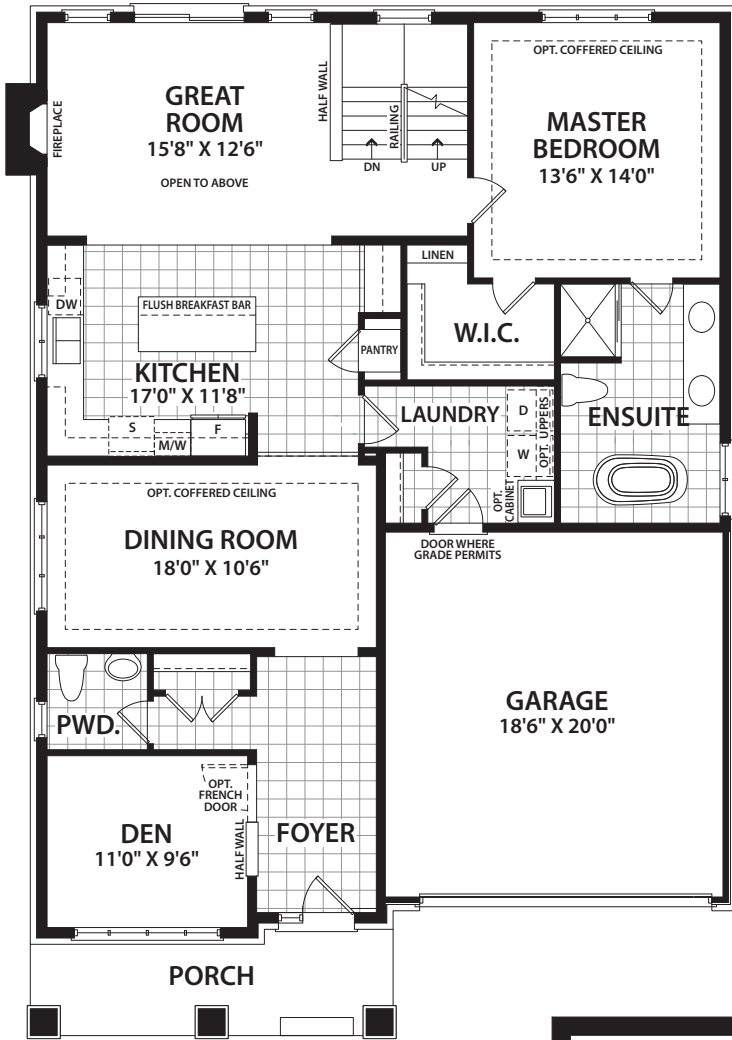 OPT. COFFERED CEILING
GREAT
ROOM
15'8" X 12'6"
OPEN TO ABOVE
FIREPLACE
HALF WALL
RAILING
DN
UP
MASTER
BEDROOM
13'6" X 14'0"
LINEN
W.I.C.
DW
FLUSH BREAKFAST BAR
PANTRY
KITCHEN
17'0" X 11'8"
S
M/W
F
LAUNDRY
D
W
OPT. UPPERS
OPT.
CABINET
ENSUITE
OPT. COFFERED CEILING
DINING ROOM
18'0" X 10'6"
DOOR WHERE
GRADE PERMITS
GARAGE
18'6" X 20'0"
PWD.
OPT.
FRENCH
DOOR
DEN
11'0" X 9'6"
HALF WALL
FOYER
PORCH